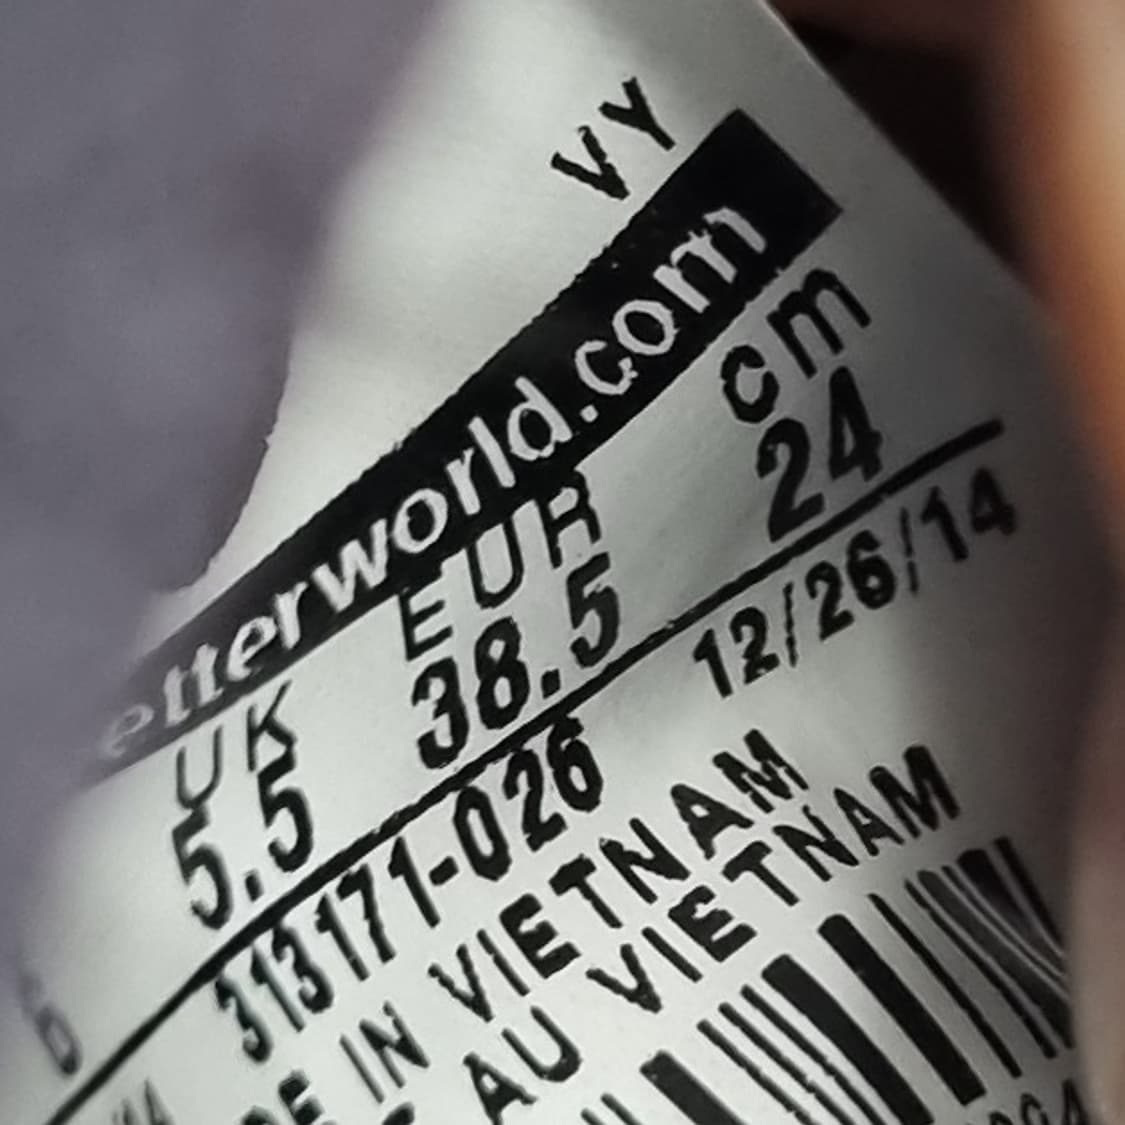 VY
etterworld.com
UK EUR cm
5.5 38.5 24
313171-026 12/26/14
IN VIETNAM
AU VIETNAM